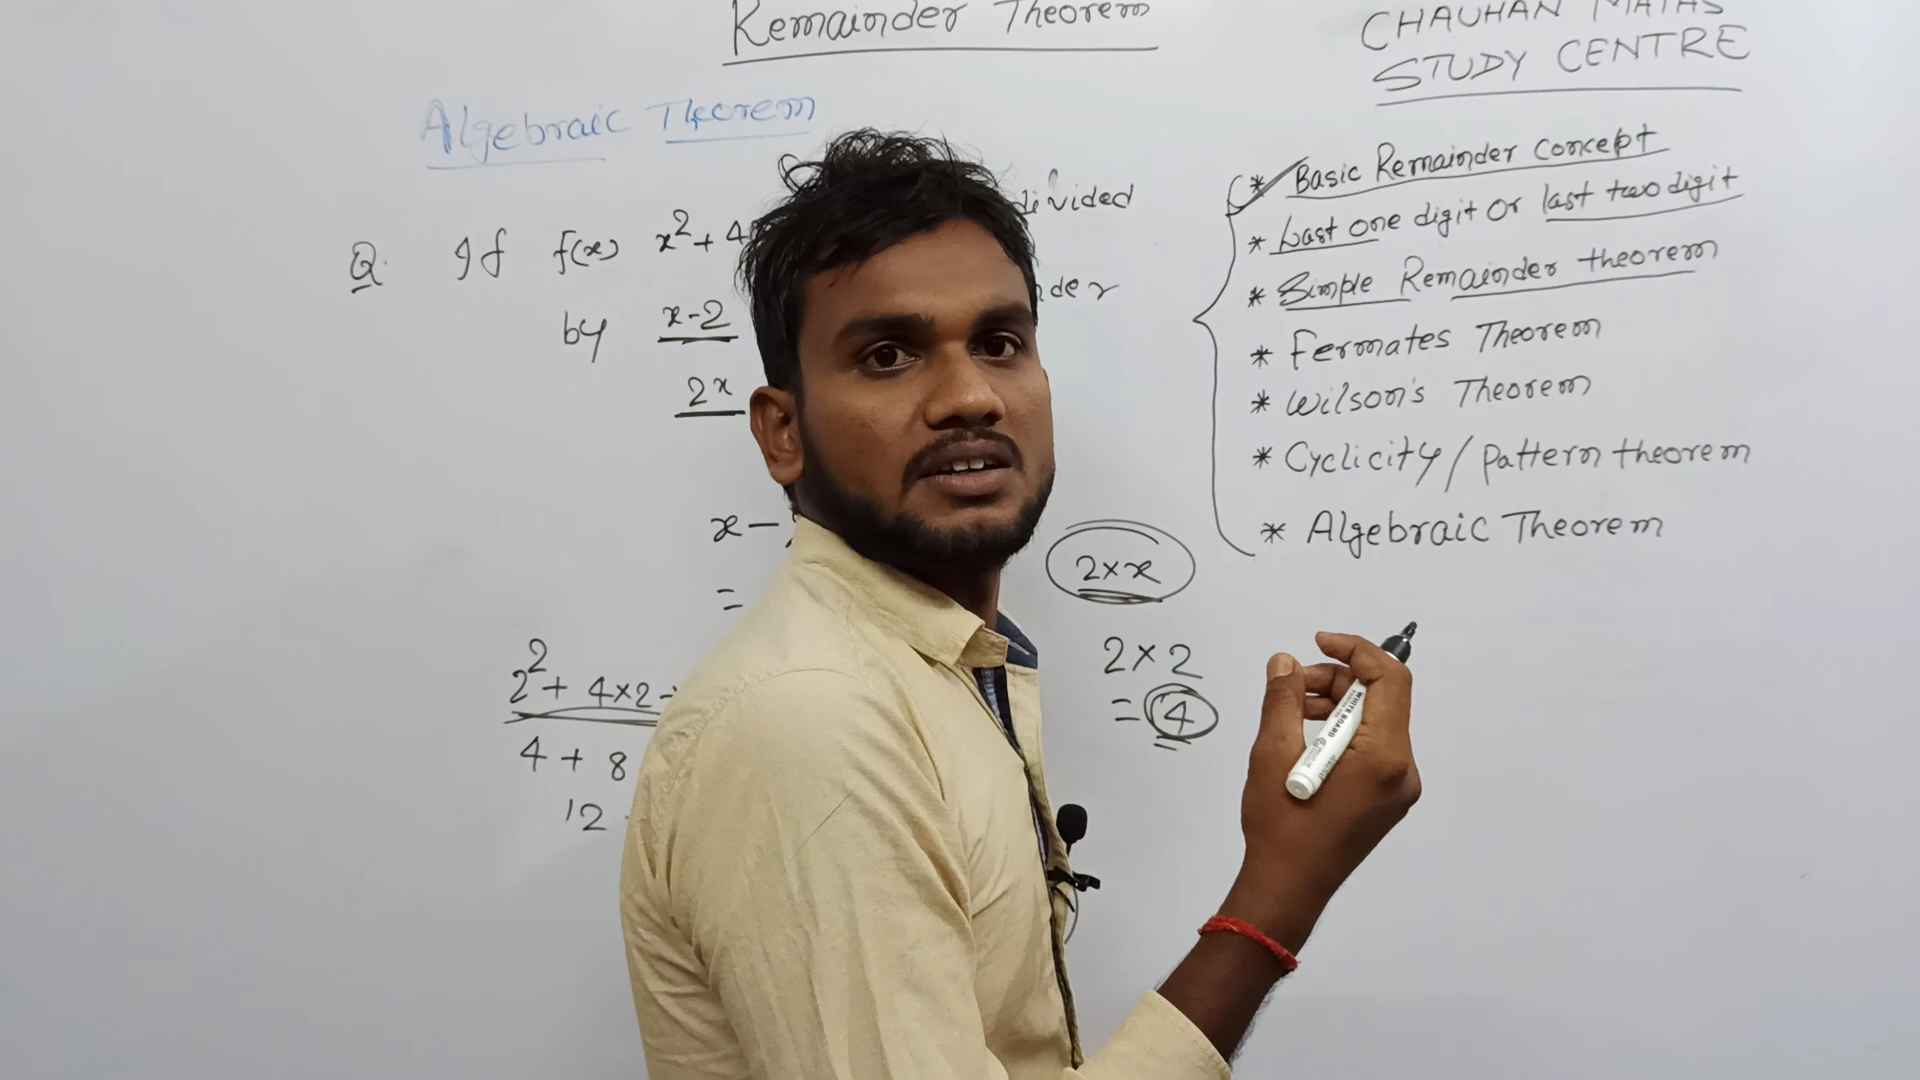 Remainder Theorem
Algebraic Theorem
Q. If f(x) x²+4 divided
by x-2
2x
x-
=
2²+ 4×2
4 + 8
12
2×x
2×2
= 4
CHAUHAN MATHS
STUDY CENTRE
* Basic Remainder concept
* Last one digit or last two digit
* Simple Remainder theorem
* Fermates Theorem
* Wilson's Theorem
* Cyclicity / pattern theorem
* Algebraic Theorem
WHITE BOARD